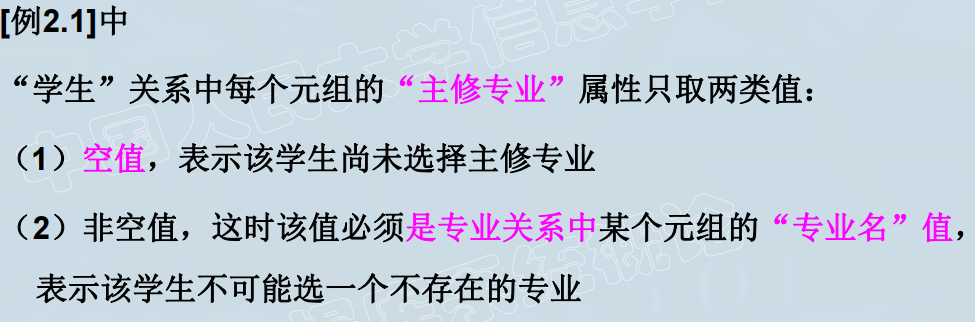 [例2.1]中
“学生”关系中每个元组的“主修专业”属性只取两类值：
（1）空值，表示该学生尚未选择主修专业
（2）非空值，这时该值必须是专业关系中某个元组的“专业名”值，
表示该学生不可能选一个不存在的专业